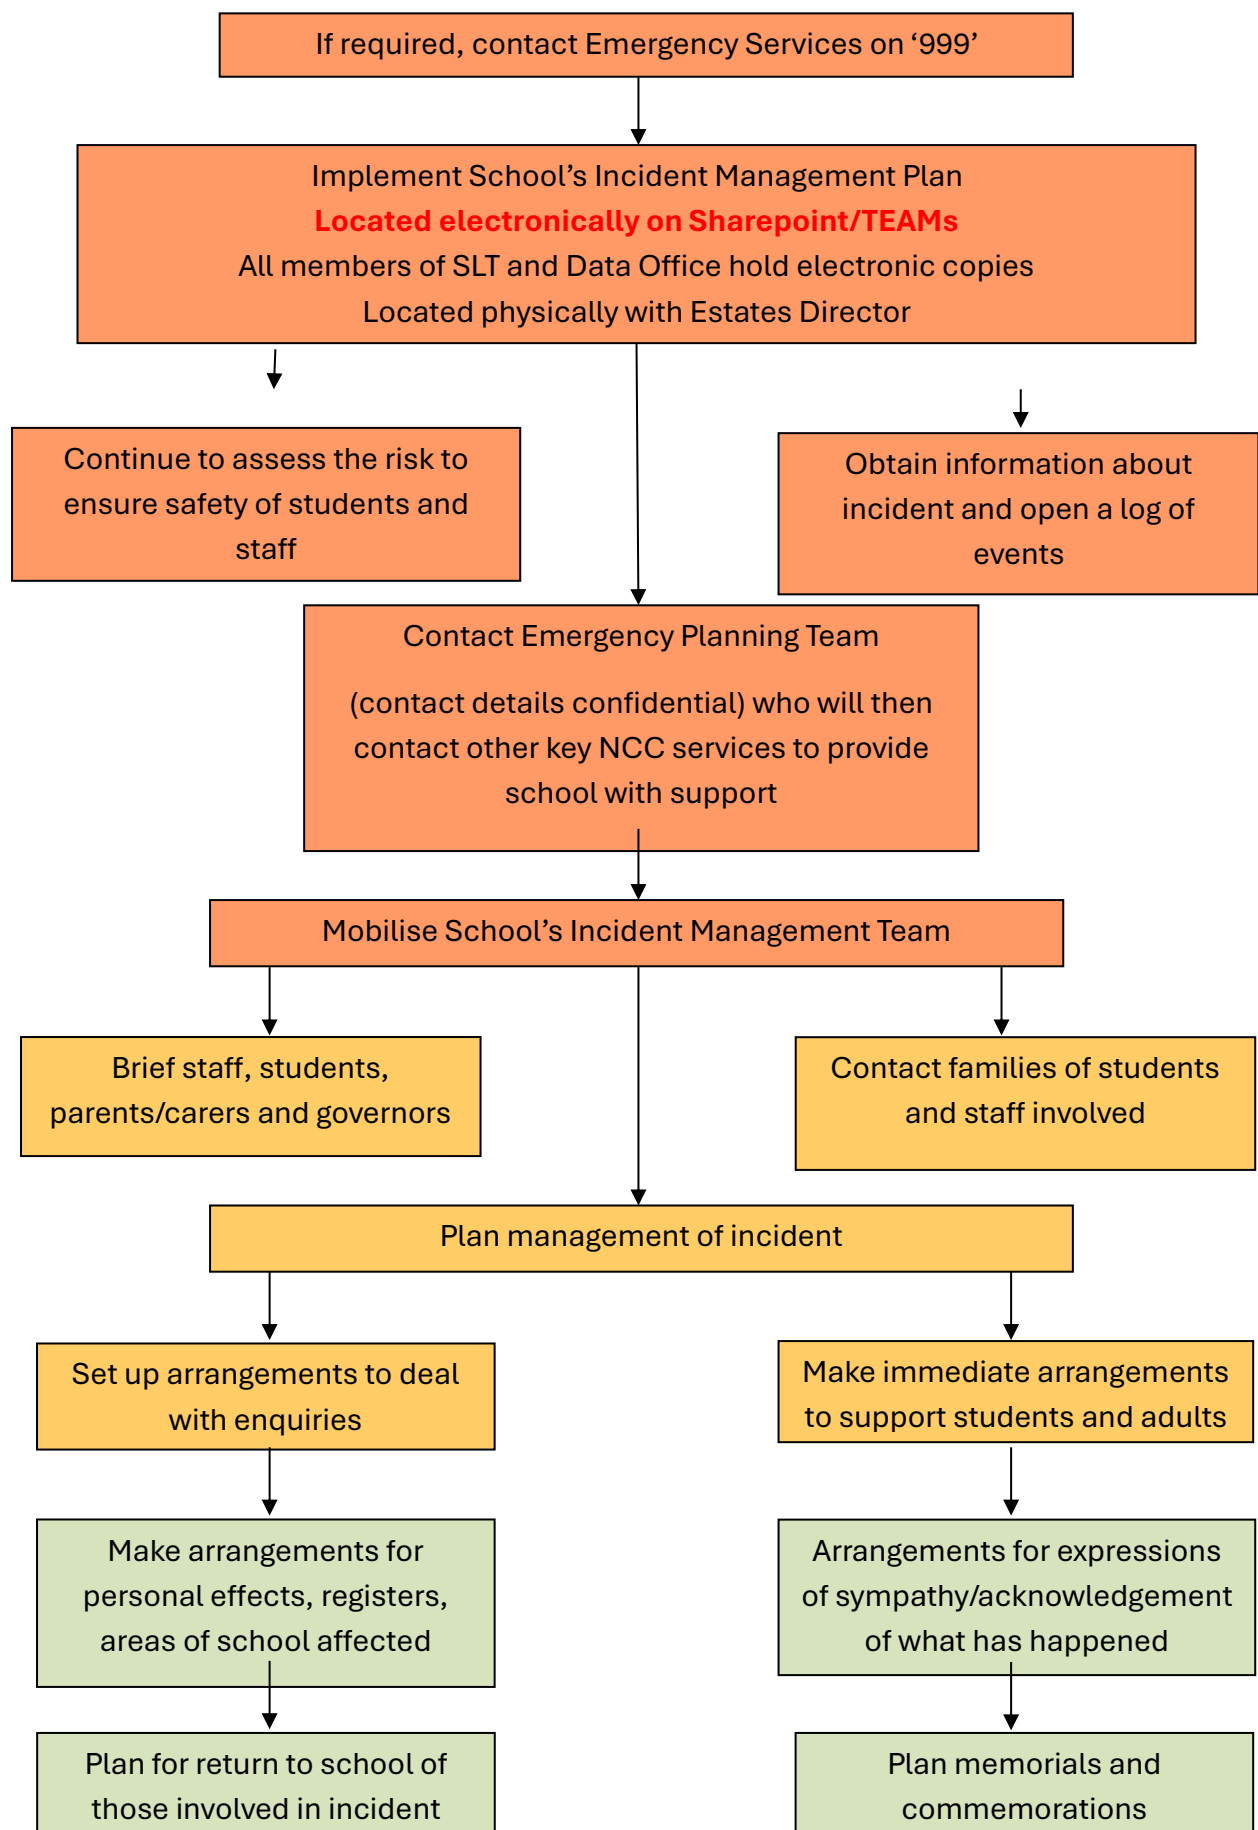 If required, contact Emergency Services on ‘999’
Implement School’s Incident Management Plan
Located electronically on Sharepoint/TEAMs
All members of SLT and Data Office hold electronic copies
Located physically with Estates Director
Continue to assess the risk to
ensure safety of students and
staff
Obtain information about
incident and open a log of
events
Contact Emergency Planning Team
(contact details confidential) who will then
contact other key NCC services to provide
school with support
Mobilise School’s Incident Management Team
Brief staff, students,
parents/carers and governors
Contact families of students
and staff involved
Plan management of incident
Set up arrangements to deal
with enquiries
Make immediate arrangements
to support students and adults
Make arrangements for
personal effects, registers,
areas of school affected
Arrangements for expressions
of sympathy/acknowledgement
of what has happened
Plan for return to school of
those involved in incident
Plan memorials and
commemorations